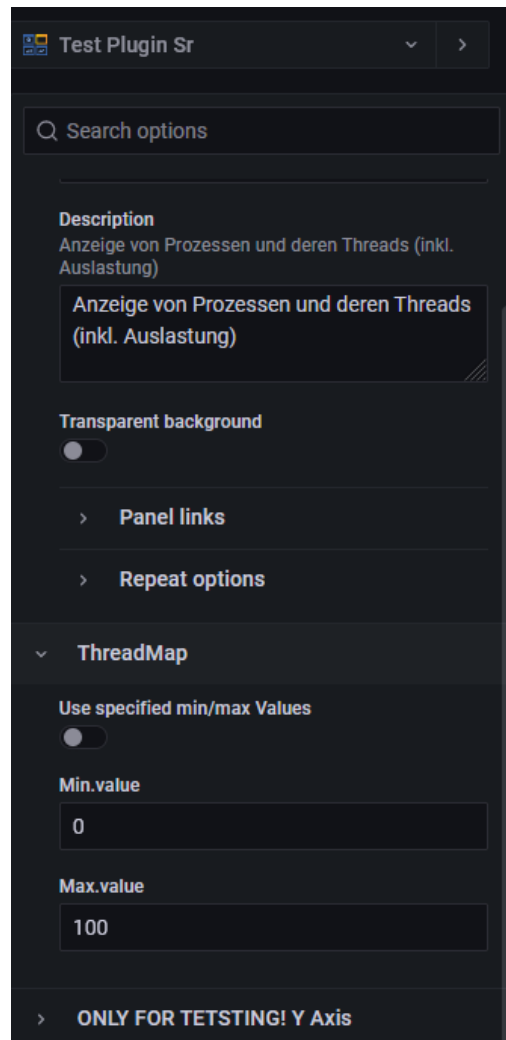 Test Plugin Sr
Search options
Description
Anzeige von Prozessen und deren Threads (inkl.
Auslastung)
Anzeige von Prozessen und deren Threads
(inkl. Auslastung)
Transparent background
Panel links
Repeat options
ThreadMap
Use specified min/max Values
Min.value
0
Max.value
100
ONLY FOR TETSTING! Y Axis